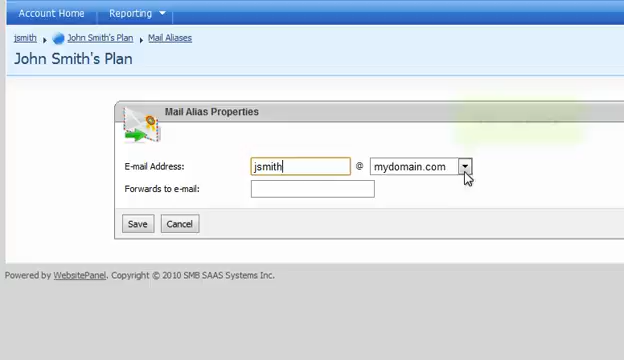 Account Home Reporting
jsmith John Smith's Plan Mail Aliases
John Smith's Plan
Mail Alias Properties
E-mail Address: jsmith @ mydomain.com
Forwards to e-mail:
Save Cancel
Powered by WebsitePanel. Copyright © 2010 SMB SAAS Systems Inc.